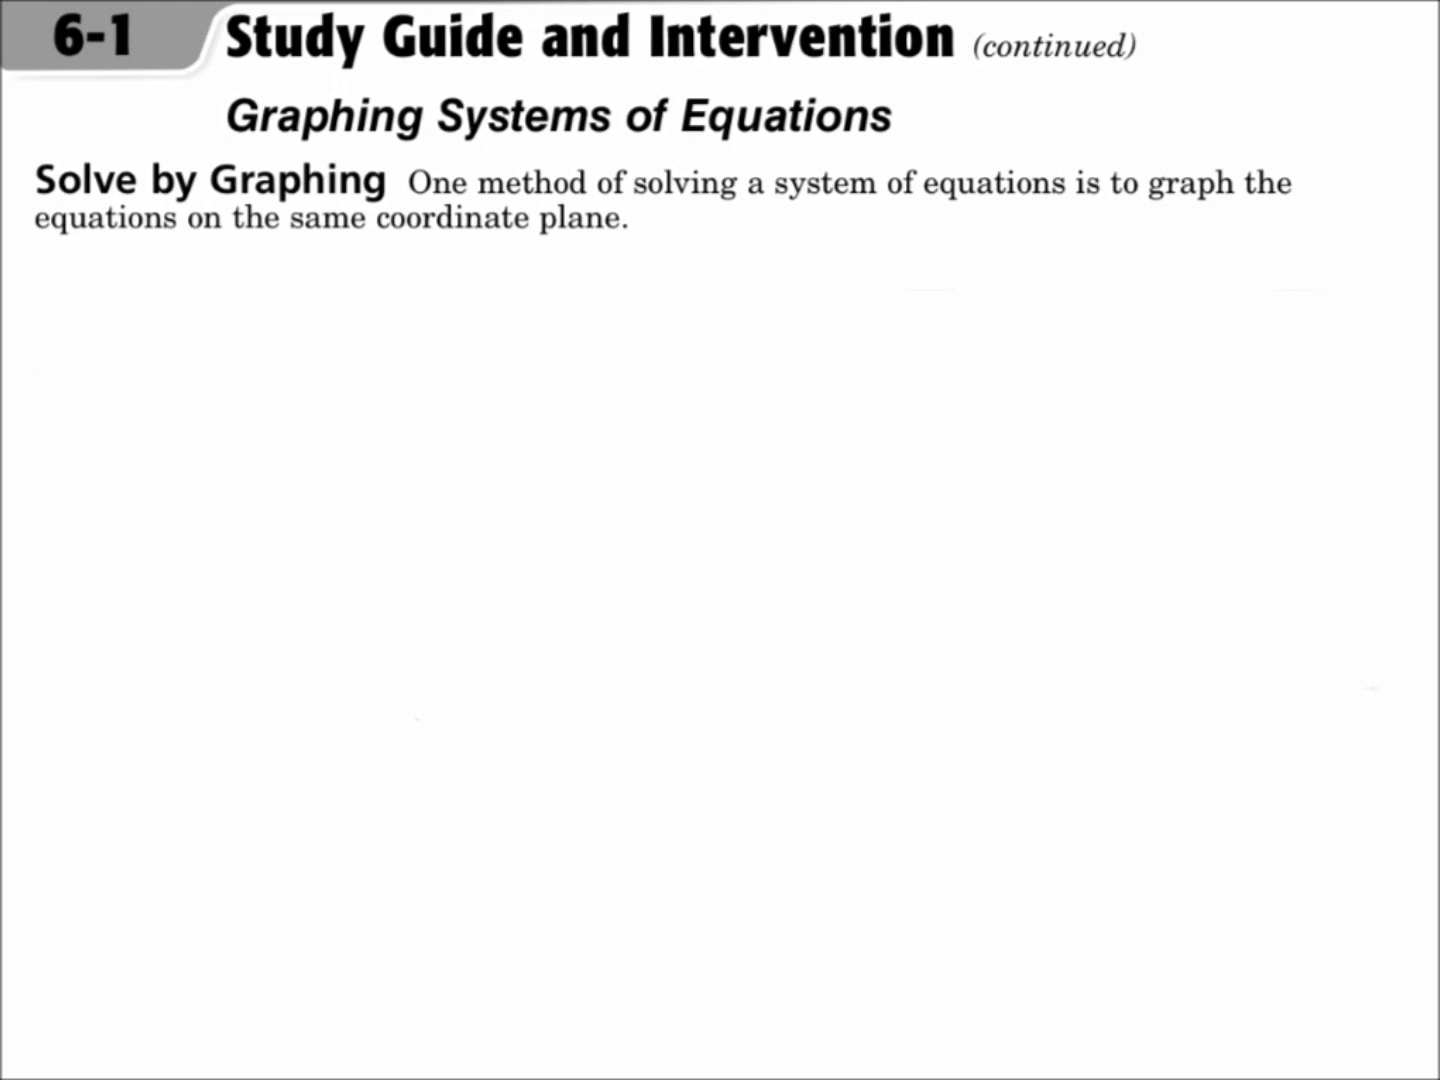 6-1 Study Guide and Intervention (continued)
Graphing Systems of Equations
Solve by Graphing One method of solving a system of equations is to graph the
equations on the same coordinate plane.